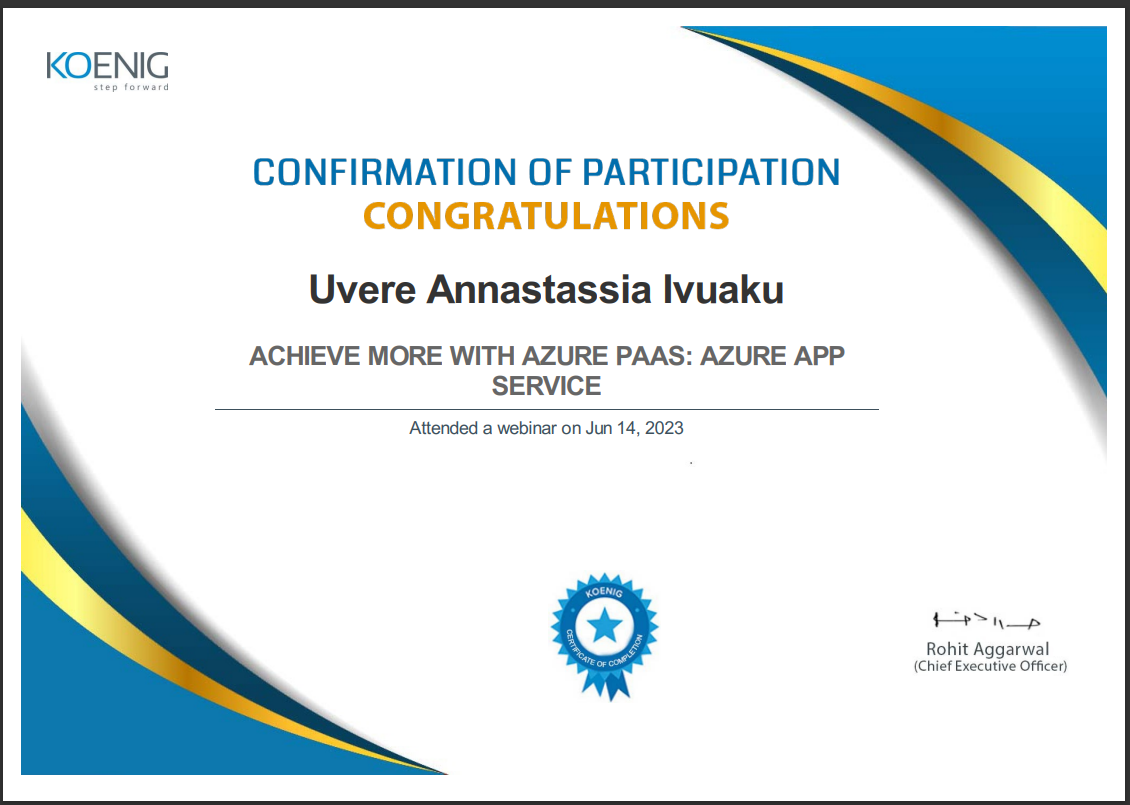 KOENIG
step forward
CONFIRMATION OF PARTICIPATION
CONGRATULATIONS
Uvere Annastassia Ivuaku
ACHIEVE MORE WITH AZURE PAAS: AZURE APP
SERVICE
Attended a webinar on Jun 14, 2023
.
KOENIG
CERTIFICATE OF COMPLETION
Rohit Aggarwal
(Chief Executive Officer)